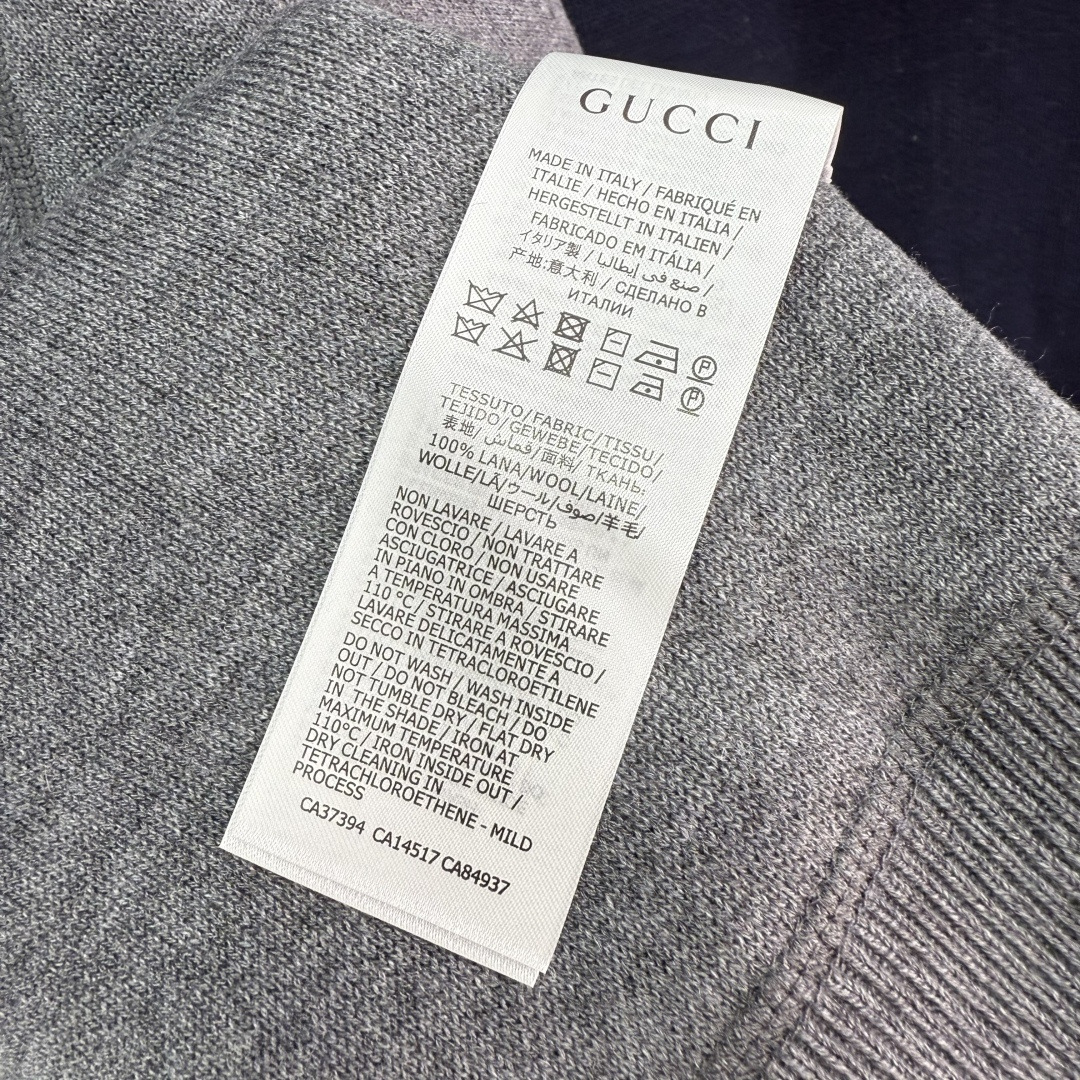 GUCCI
MADE IN ITALY / FABRIQUÉ EN
ITALIE / HECHO EN ITALIA /
HERGESTELLT IN ITALIEN /
FABRICADO EM ITÁLIA /
イタリア製 / صنع في إيطاليا /
产地:意大利 / СДЕЛАНО В
ИТАЛИИ
P
P
TESSUTO/FABRIC/TISSU/
TEJIDO/GEWEBE/TECIDO/
表地/قماش/面料/ТКАНЬ:
100% LANA/WOOL/LAINE/
WOLLE/LÃ/ウール/صوف/羊毛/
ШЕРСТЬ
NON LAVARE / LAVARE A
ROVESCIO / NON TRATTARE
CON CLORO / NON USARE
ASCIUGATRICE / ASCIUGARE
IN PIANO IN OMBRA / STIRARE
A TEMPERATURA MASSIMA
110 °C / STIRARE A ROVESCIO /
LAVARE DELICATAMENTE A
SECCO IN TETRACLOROETILENE
DO NOT WASH / WASH INSIDE
OUT / DO NOT BLEACH / DO
NOT TUMBLE DRY / FLAT DRY
IN THE SHADE / IRON AT
MAXIMUM TEMPERATURE
110°C / IRON INSIDE OUT /
DRY CLEANING IN
TETRACHLOROETHENE - MILD
PROCESS
CA37394 CA14517 CA84937